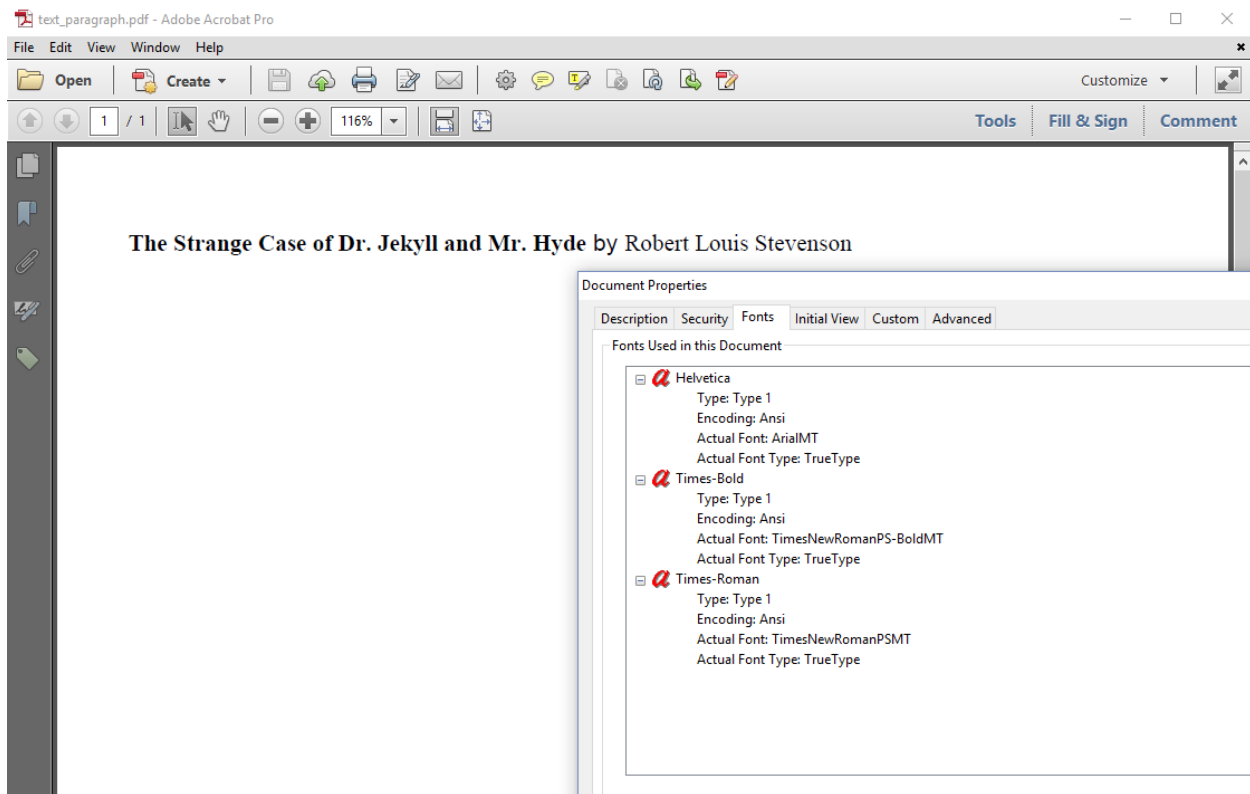 text_paragraph.pdf - Adobe Acrobat Pro
File Edit View Window Help
Open Create Customize
1 / 1 116% Tools Fill & Sign Comment
The Strange Case of Dr. Jekyll and Mr. Hyde by Robert Louis Stevenson
Document Properties
Description Security Fonts Initial View Custom Advanced
Fonts Used in this Document
Helvetica
Type: Type 1
Encoding: Ansi
Actual Font: ArialMT
Actual Font Type: TrueType
Times-Bold
Type: Type 1
Encoding: Ansi
Actual Font: TimesNewRomanPS-BoldMT
Actual Font Type: TrueType
Times-Roman
Type: Type 1
Encoding: Ansi
Actual Font: TimesNewRomanPSMT
Actual Font Type: TrueType